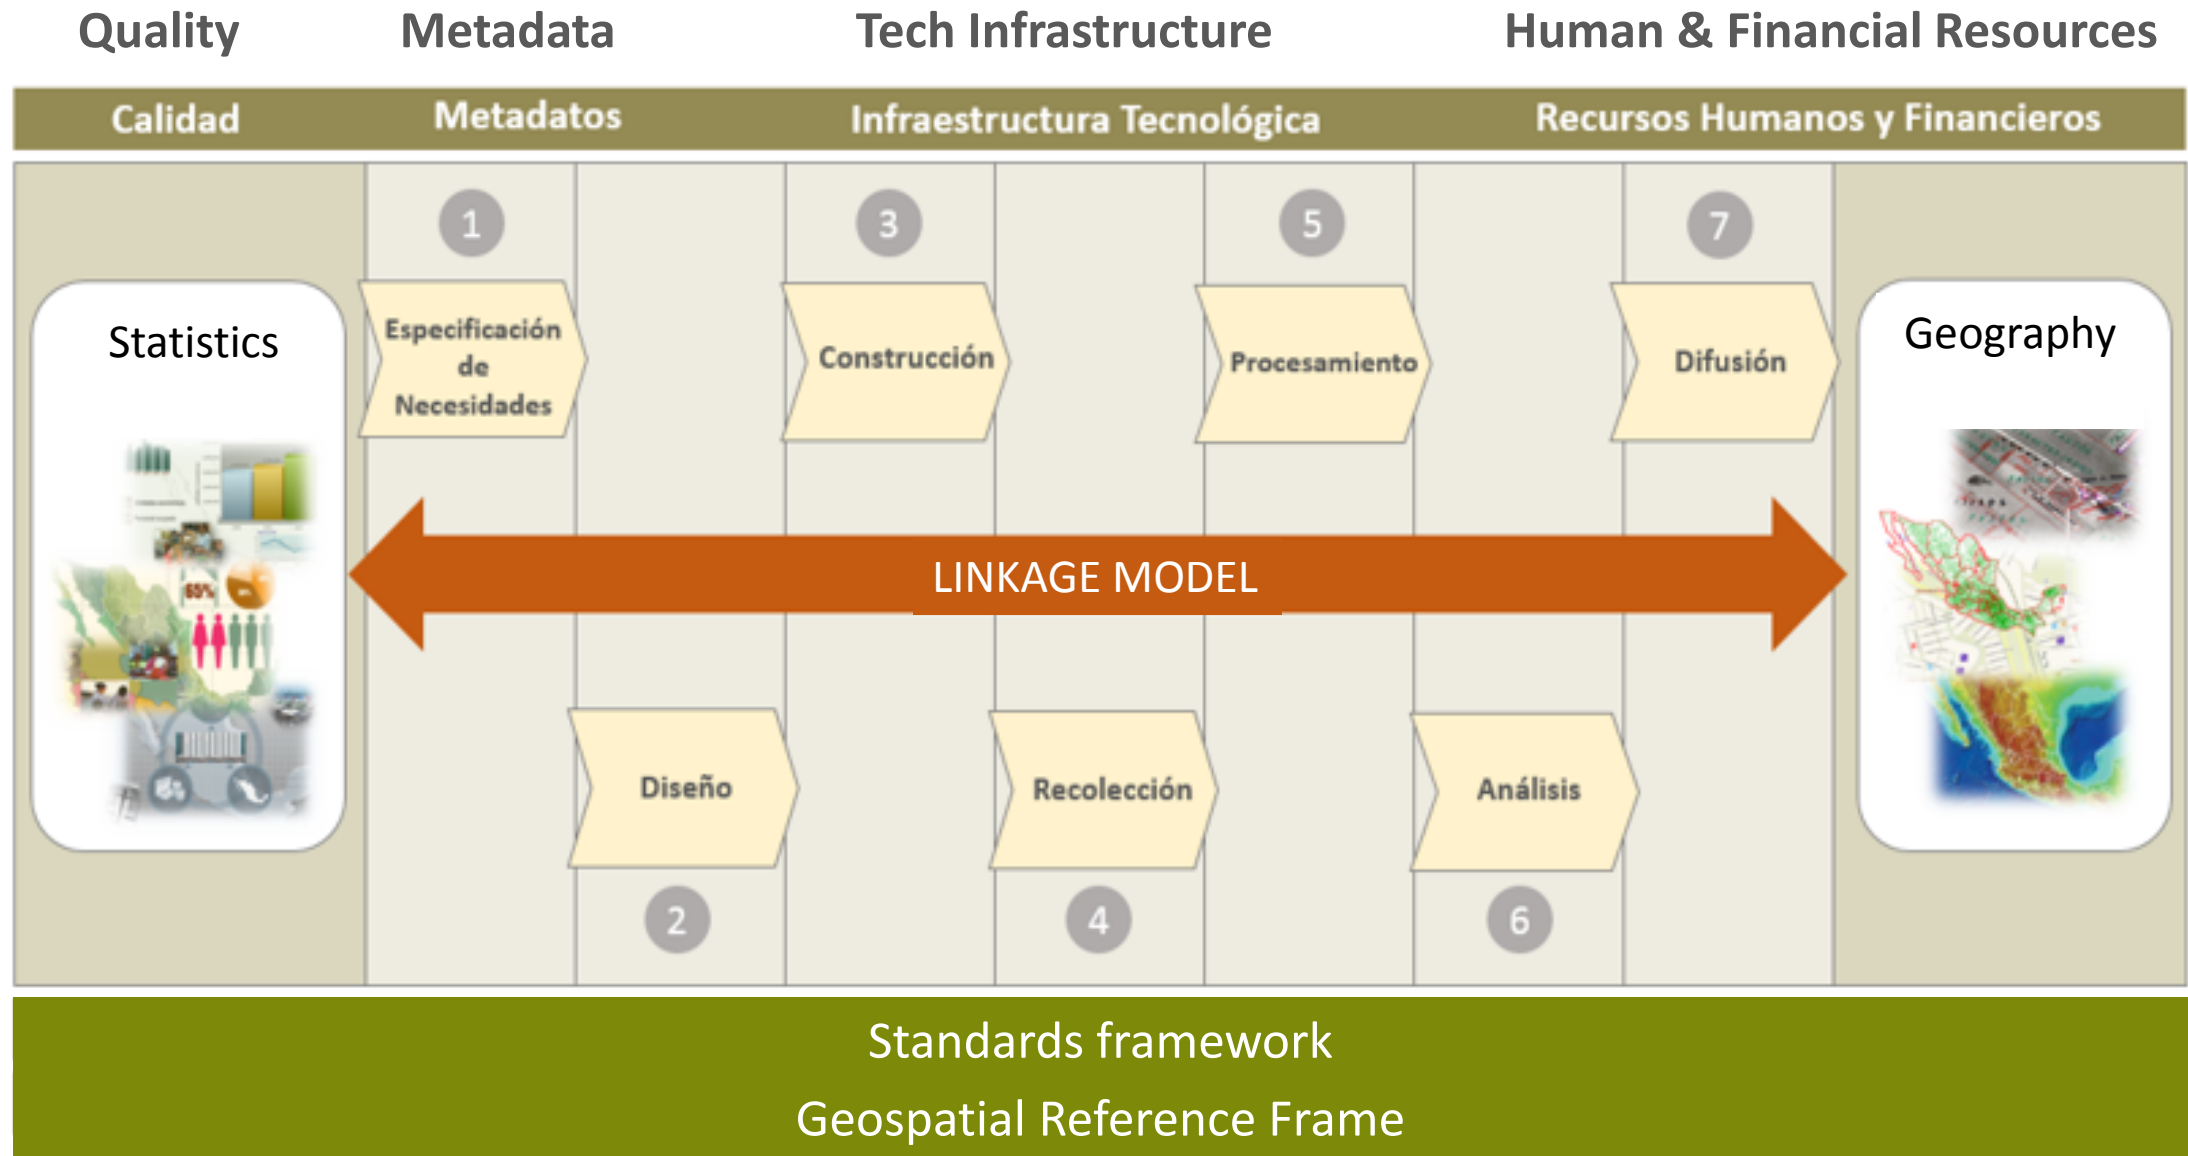 Quality Metadata Tech Infrastructure Human & Financial Resources
Calidad Metadatos Infraestructura Tecnológica Recursos Humanos y Financieros
1
3
5
7
Statistics
Especificación
de
Necesidades
Construcción
Procesamiento
Difusión
Geography
65%
LINKAGE MODEL
Diseño
Recolección
Análisis
2
4
6
Standards framework
Geospatial Reference Frame